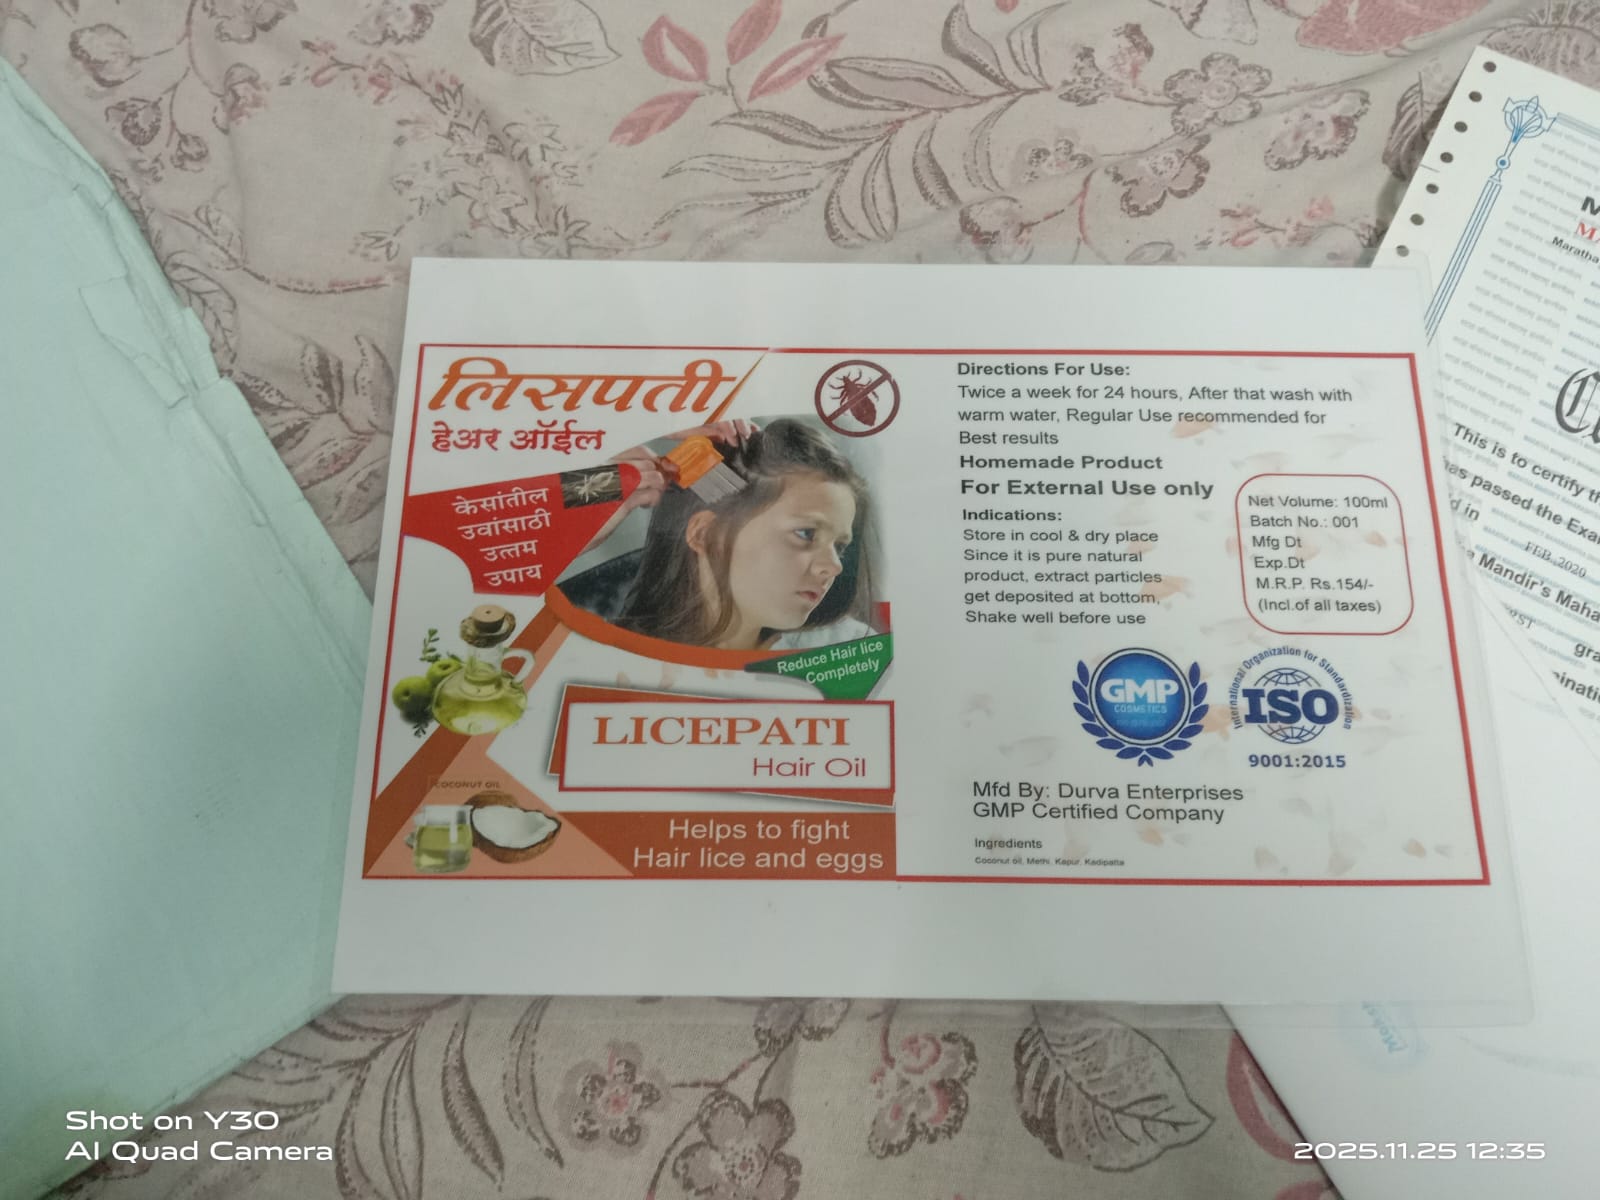 लिसपती
हेअर ऑईल
केसांतील
उवांसाठी
उत्तम
उपाय
Reduce Hair lice
Completely
LICEPATI
Hair Oil
COCONUT OIL
Helps to fight
Hair lice and eggs
Directions For Use:
Twice a week for 24 hours, After that wash with
warm water, Regular Use recommended for
Best results
Homemade Product
For External Use only
Indications:
Store in cool & dry place
Since it is pure natural
product, extract particles
get deposited at bottom,
Shake well before use
Net Volume: 100ml
Batch No.: 001
Mfg Dt
Exp.Dt
M.R.P. Rs.154/-
(Incl.of all taxes)
GMP
COSMETICS
International Organization for Standardization
ISO
9001:2015
Mfd By: Durva Enterprises
GMP Certified Company
Ingredients
Coconut oil, Methi, Kapur, Kadipatta
Maratha
This is to certify
has passed the
in
FEB-2020
Mandir's
Shot on Y30
AI Quad Camera
2025.11.25 12:35